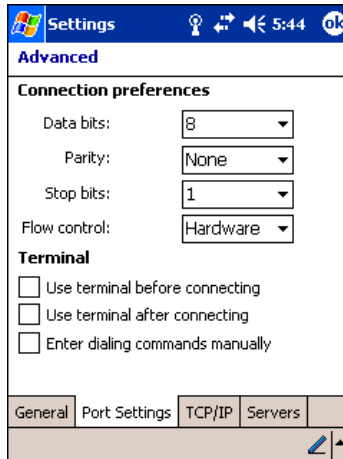 Settings 5:44 ok
Advanced
Connection preferences
Data bits: 8
Parity: None
Stop bits: 1
Flow control: Hardware
Terminal
Use terminal before connecting
Use terminal after connecting
Enter dialing commands manually
General Port Settings TCP/IP Servers